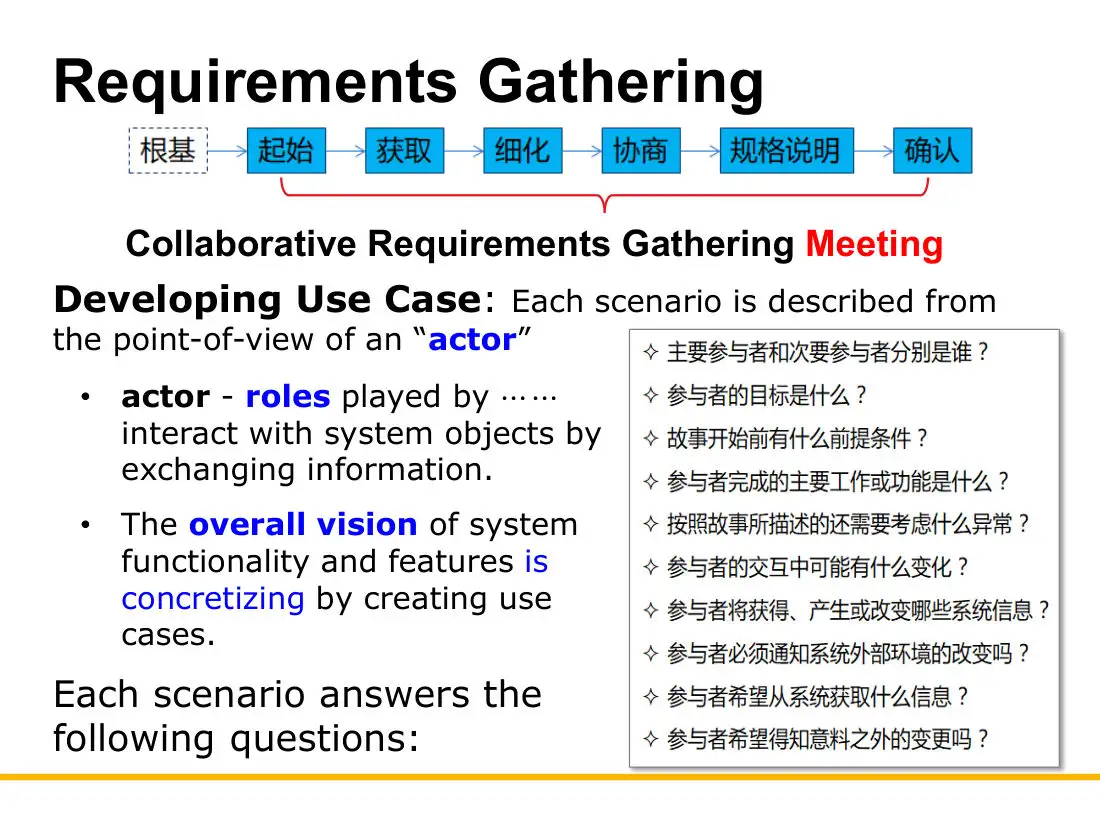 Requirements Gathering
根基 起始 获取 细化 协商 规格说明 确认
Collaborative Requirements Gathering Meeting
Developing Use Case: Each scenario is described from
the point-of-view of an “actor”
• actor - roles played by ……
interact with system objects by
exchanging information.
• The overall vision of system
functionality and features is
concretizing by creating use
cases.
Each scenario answers the
following questions:
✧ 主要参与者和次要参与者分别是谁？
✧ 参与者的目标是什么？
✧ 故事开始前有什么前提条件？
✧ 参与者完成的主要工作或功能是什么？
✧ 按照故事所描述的还需要考虑什么异常？
✧ 参与者的交互中可能有什么变化？
✧ 参与者将获得、产生或改变哪些系统信息？
✧ 参与者必须通知系统外部环境的改变吗？
✧ 参与者希望从系统获取什么信息？
✧ 参与者希望得知意料之外的变更吗？